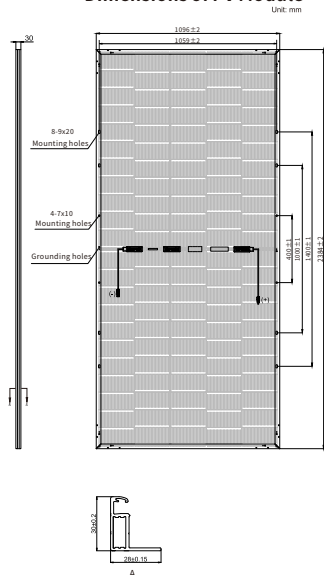 Dimensions of PV Module
Unit: mm
30
1096±2
1059±2
8-9x20
Mounting holes
4-7x10
Mounting holes
Grounding holes
400±1
1000±1
1400±1
2384±2
(-)
(+)
30±0.2
28±0.15
A